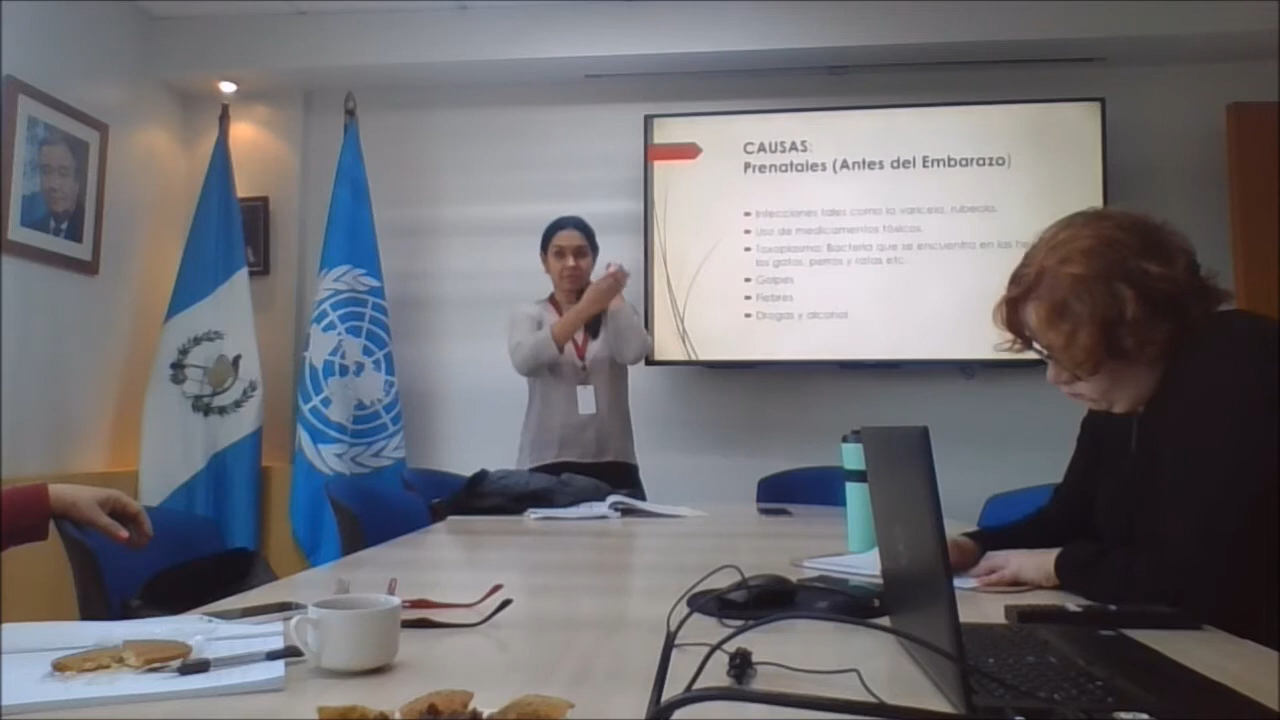 CAUSAS:
Prenatales (Antes del Embarazo)
Infecciones tales como la varicela, rubeola.
Uso de medicamentos tóxicos.
Toxoplasma: Bacteria que se encuentra en las he
los gatos, perros y ratas etc.
Golpes
Fiebres
Drogas y alcohol